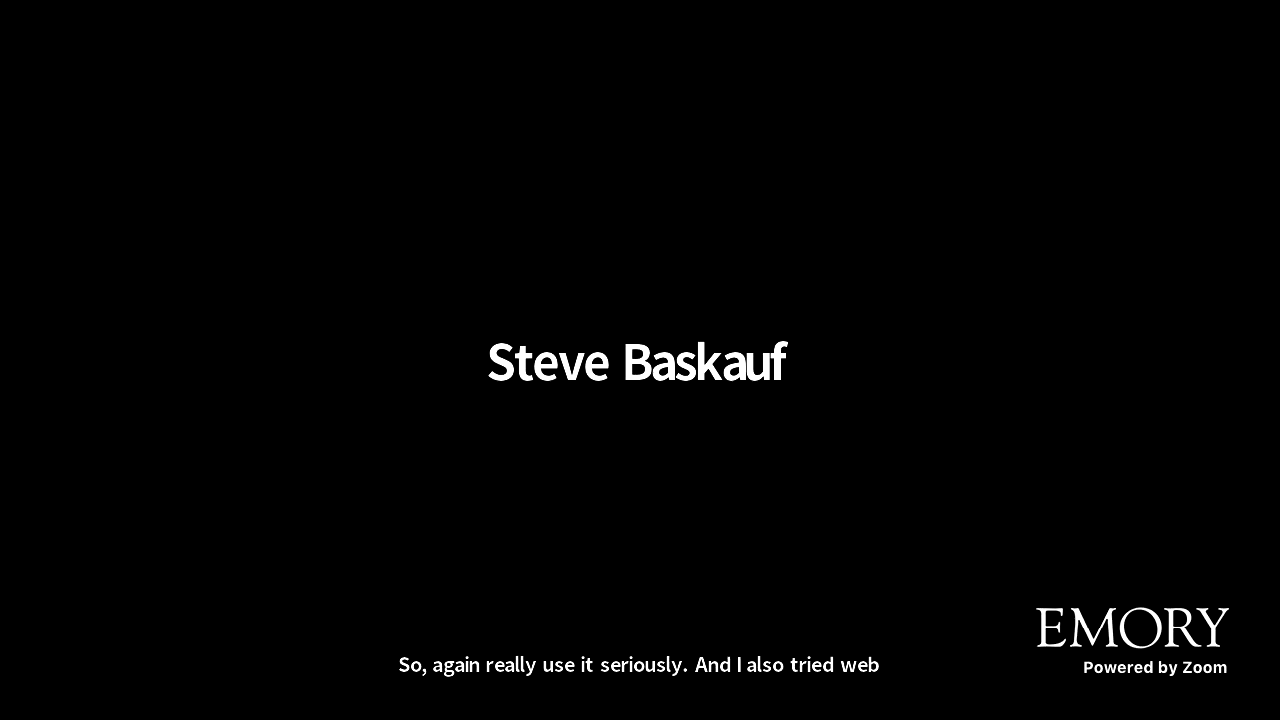 Steve Baskauf
EMORY
So, again really use it seriously. And I also tried web
Powered by Zoom